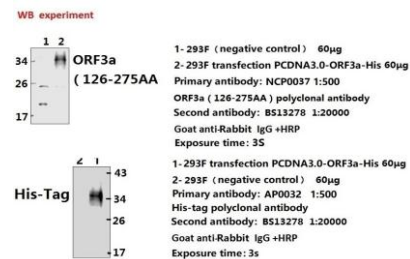 WB experiment
1 2
34
26
17
ORF3a
( 126-275AA
1- 293F ( negative control ) 60μg
2- 293F transfection PCDNA3.0-ORF3a-His 60μg
Primary antibody: NCP0037 1:500
ORF3a ( 126-275AA ) polyclonal antibody
Second antibody: BS13278 1:20000
Goat anti-Rabbit IgG +HRP
Exposure time: 3S
2 1
His-Tag
43
34
26
17
1- 293F transfection PCDNA3.0-ORF3a-His 60μg
2- 293F ( negative control ) 60μg
Primary antibody: AP0032 1:500
His-tag polyclonal antibody
Second antibody: BS13278 1:20000
Goat anti-Rabbit IgG +HRP
Exposure time: 3s